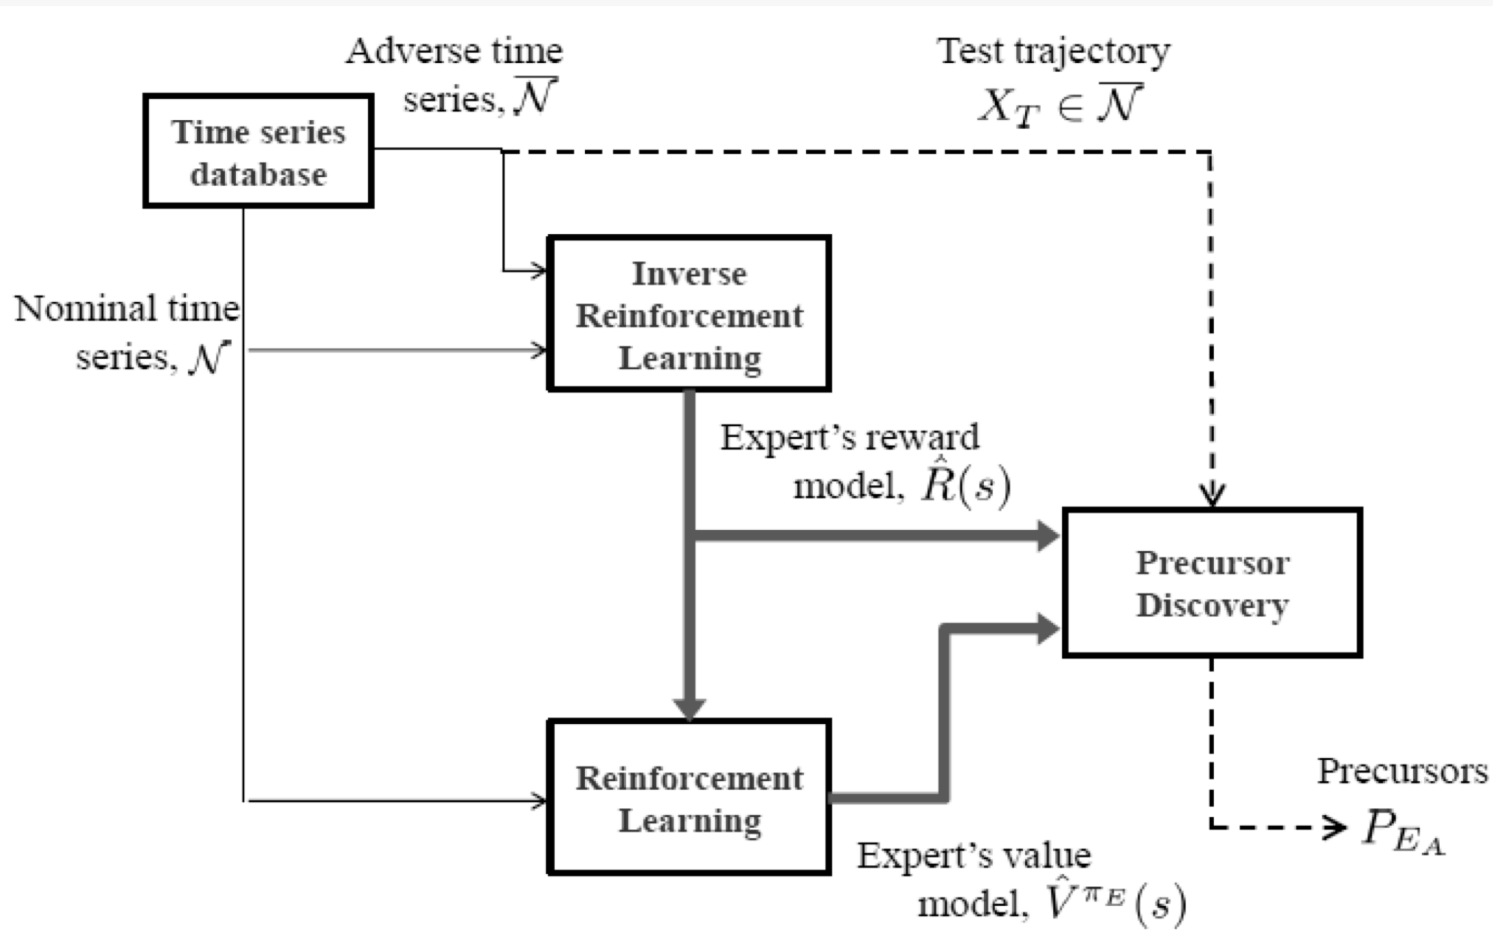 Adverse time
series, $\overline{\mathcal{N}}$
Test trajectory
$X_T \in \overline{\mathcal{N}}$
Time series
database
Inverse
Reinforcement
Learning
Nominal time
series, $\mathcal{N}$
Expert's reward
model, $\hat{R}(s)$
Precursor
Discovery
Reinforcement
Learning
Precursors
$P_{E_A}$
Expert's value
model, $\hat{V}^{\pi_E}(s)$